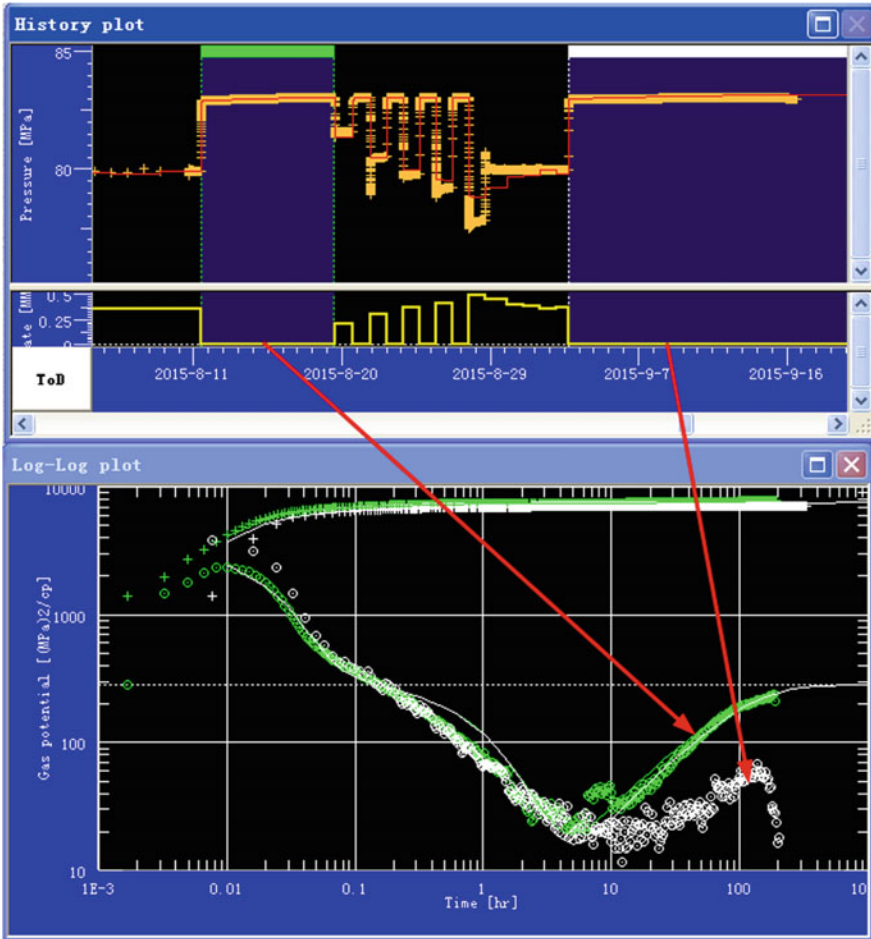 History plot
85
Pressure [MPa]
80
0.5
0.25
0
ate [MM
ToD
2015-8-11
2015-8-20
2015-8-29
2015-9-7
2015-9-16
Log-Log plot
10000
1000
100
10
Gas potential [(MPa)2/cp]
1E-3
0.01
0.1
1
10
100
100
Time [hr]